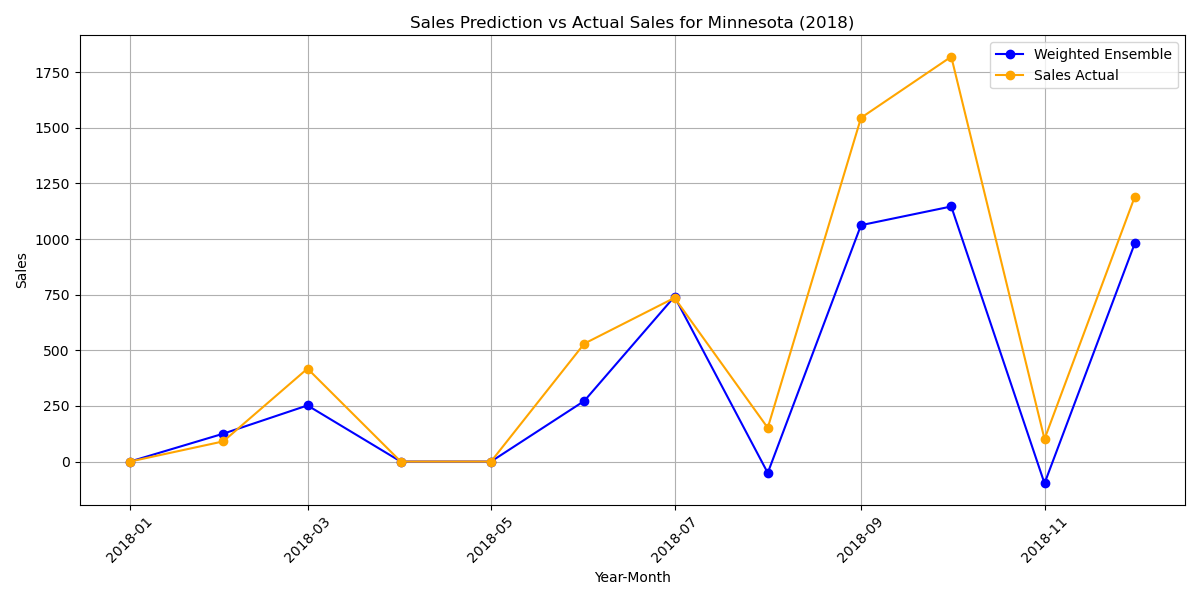 Sales Prediction vs Actual Sales for Minnesota (2018)
Weighted Ensemble
Sales Actual
1750
1500
1250
1000
750
500
250
0
Sales
2018-01
2018-03
2018-05
2018-07
2018-09
2018-11
Year-Month